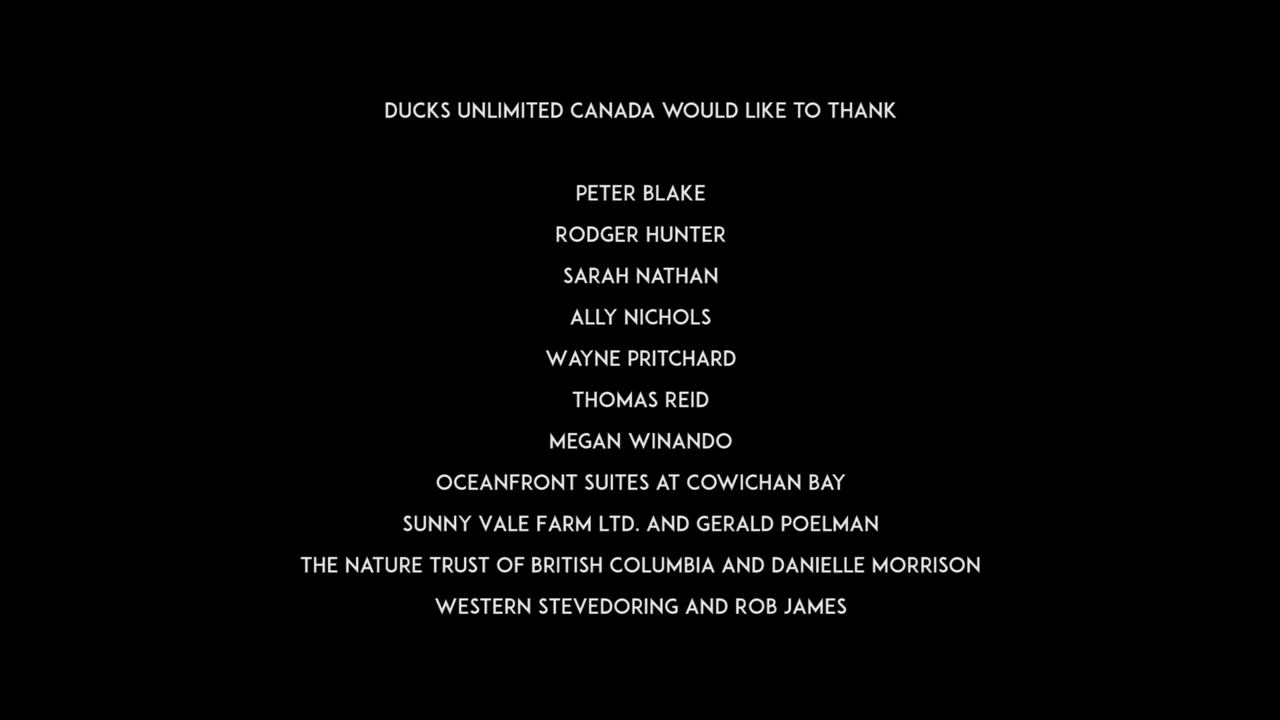 DUCKS UNLIMITED CANADA WOULD LIKE TO THANK
PETER BLAKE
RODGER HUNTER
SARAH NATHAN
ALLY NICHOLS
WAYNE PRITCHARD
THOMAS REID
MEGAN WINANDO
OCEANFRONT SUITES AT COWICHAN BAY
SUNNY VALE FARM LTD. AND GERALD POELMAN
THE NATURE TRUST OF BRITISH COLUMBIA AND DANIELLE MORRISON
WESTERN STEVEDORING AND ROB JAMES